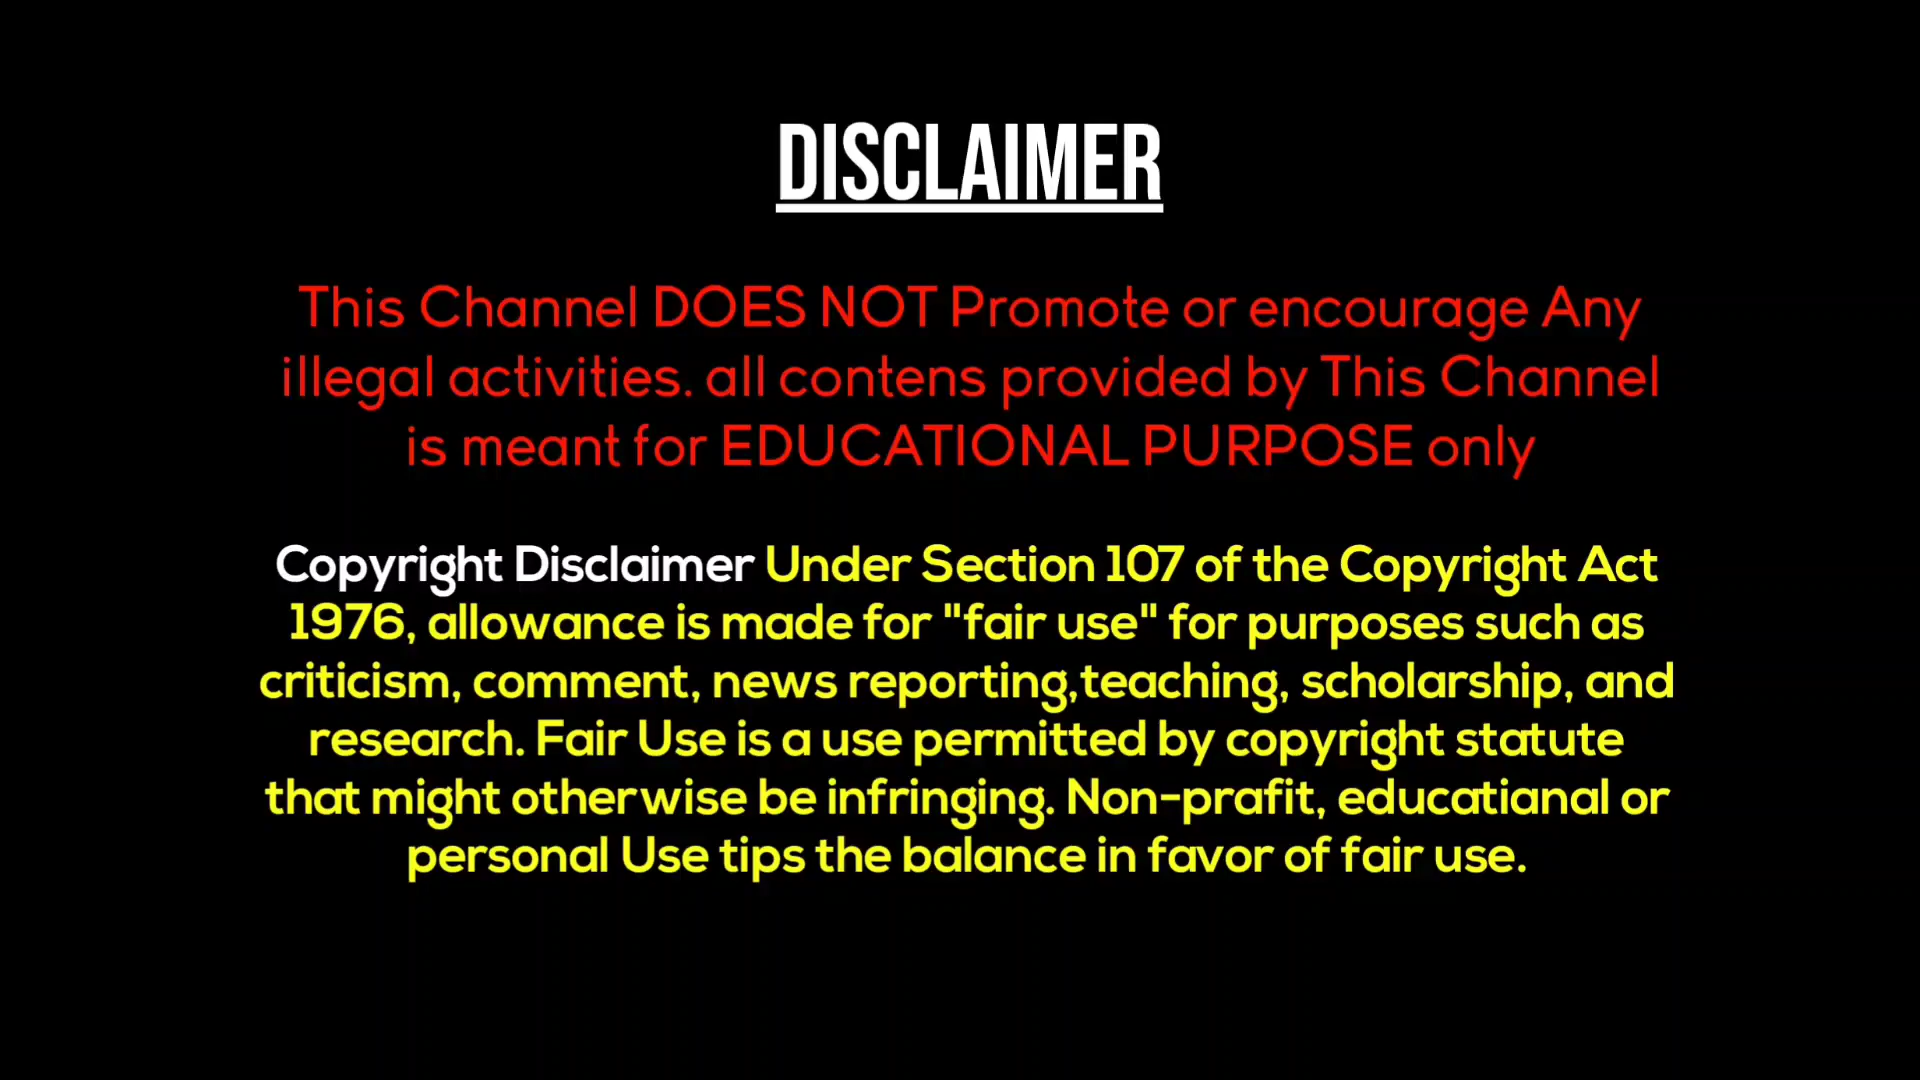 DISCLAIMER
This Channel DOES NOT Promote or encourage Any
illegal activities. all contens provided by This Channel
is meant for EDUCATIONAL PURPOSE only
Copyright Disclaimer Under Section 107 of the Copyright Act
1976, allowance is made for "fair use" for purposes such as
criticism, comment, news reporting,teaching, scholarship, and
research. Fair Use is a use permitted by copyright statute
that might otherwise be infringing. Non-prafit, educatianal or
personal Use tips the balance in favor of fair use.